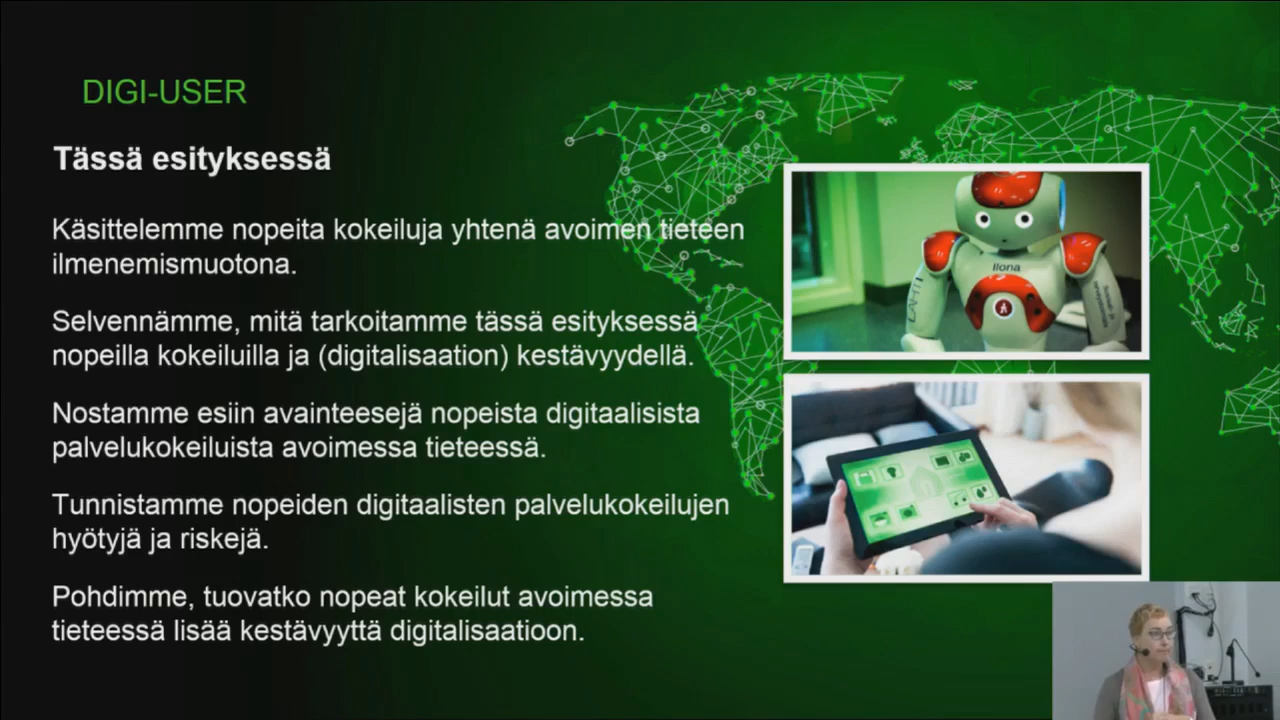 DIGI-USER
Tässä esityksessä
Käsittelemme nopeita kokeiluja yhtenä avoimen tieteen
ilmenemismuotona.
Selvennämme, mitä tarkoitamme tässä esityksessä
nopeilla kokeiluilla ja (digitalisaation) kestävyydellä.
Nostamme esiin avainteesejä nopeista digitaalisista
palvelukokeiluista avoimessa tieteessä.
Tunnistamme nopeiden digitaalisten palvelukokeilujen
hyötyjä ja riskejä.
Pohdimme, tuovatko nopeat kokeilut avoimessa
tieteessä lisää kestävyyttä digitalisaatioon.
Ilona
LAHTI